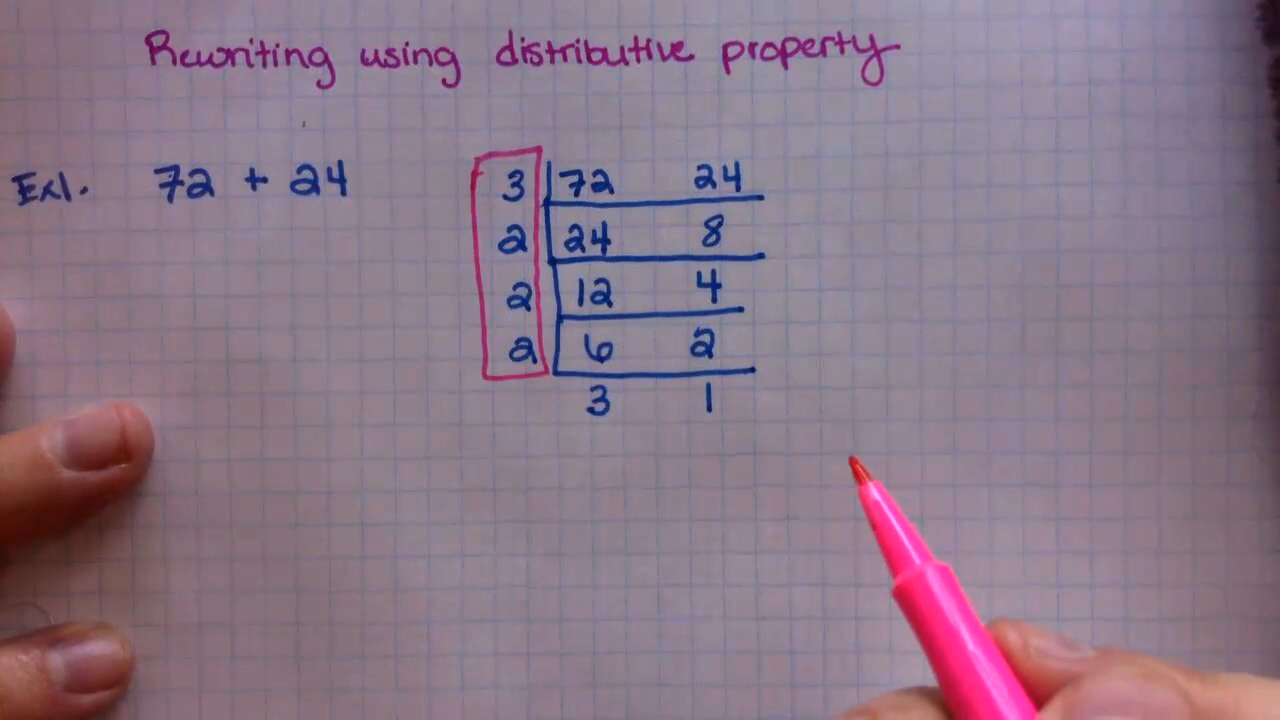 Rewriting using distributive property
Ex1. 72 + 24
3 72 24
2 24 8
2 12 4
2 6 2
3 1